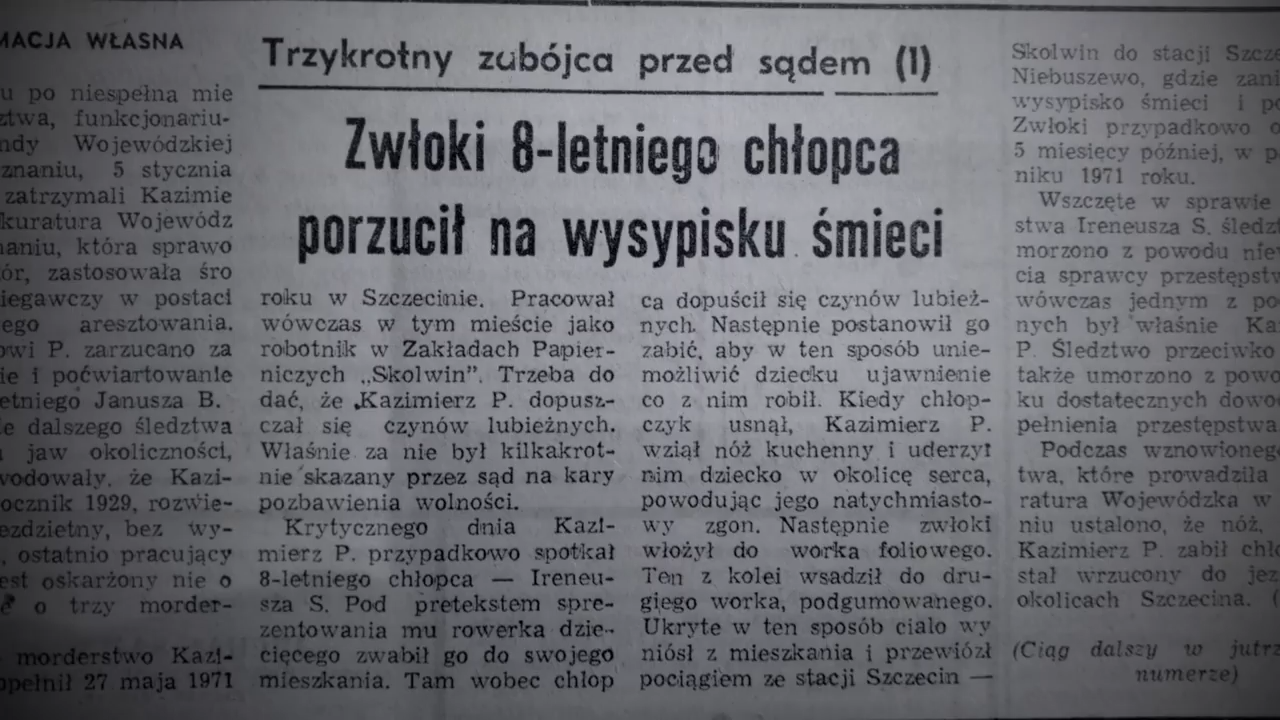 MACJA WŁASNA
u po niespełna mie
ztwa, funkcjonariu-
ndy Wojewódzkiej
znaniu, 5 stycznia
zatrzymali Kazimie
kuratura Wojewódz
naniu, która sprawo
ór, zastosowała śro
iegawczy w postaci
ego aresztowania.
owi P. zarzucano za
ie i poćwiartowanie
etniego Janusza B.
ie dalszego śledztwa
jaw okoliczności,
wodowały, że Kazi-
ocznik 1929, rozwie-
ezdzietny, bez wy-
, ostatnio pracujący
est oskarżony nie o
o trzy morder-
morderstwo Kazi-
opełnił 27 maja 1971
Trzykrotny zabójca przed sądem (1)
Zwłoki 8-letniego chłopca
porzucił na wysypisku śmieci
roku w Szczecinie. Pracował
wówczas w tym mieście jako
robotnik w Zakładach Papier-
niczych „Skolwin". Trzeba do
dać, że Kazimierz P. dopusz-
czał się czynów lubieżnych.
Właśnie za nie był kilkakrot-
nie skazany przez sąd na kary
pozbawienia wolności.
Krytycznego dnia Kazi-
mierz P. przypadkowo spotkał
8-letniego chłopca — Ireneu-
sza S. Pod pretekstem spre-
zentowania mu rowerka dzie-
cięcego zwabił go do swojego
mieszkania. Tam wobec chłop
ca dopuścił się czynów lubież-
nych. Następnie postanowił go
zabić, aby w ten sposób unie-
możliwić dziecku ujawnienie
co z nim robił. Kiedy chłop-
czyk usnął, Kazimierz P.
wziął nóż kuchenny i uderzył
nim dziecko w okolicę serca,
powodując jego natychmiasto-
wy zgon. Następnie zwłoki
włożył do worka foliowego.
Ten z kolei wsadził do dru-
giego worka, podgumowanego.
Ukryte w ten sposób ciało wy
niósł z mieszkania i przewiózł
pociągiem ze stacji Szczecin —
Skolwin do stacji Szcze
Niebuszewo, gdzie zani
wysypisko śmieci i po
Zwłoki przypadkowo o
5 miesięcy później, w p
niku 1971 roku.
Wszczęte w sprawie
stwa Ireneusza S. śledzt
morzono z powodu niew
cia sprawcy przestępstw
wówczas jednym z po
nych był właśnie Ka
P. Śledztwo przeciwko
także umorzono z powo
ku dostatecznych dowo
pełnienia przestępstwa
Podczas wznowioneg
twa, które prowadziła
ratura Wojewódzka w
niu ustalono, że nóż,
Kazimierz P. zabił chło
stał wrzucony do jez
okolicach Szczecina. (
(Ciąg dalszy w jutrz
numerze)